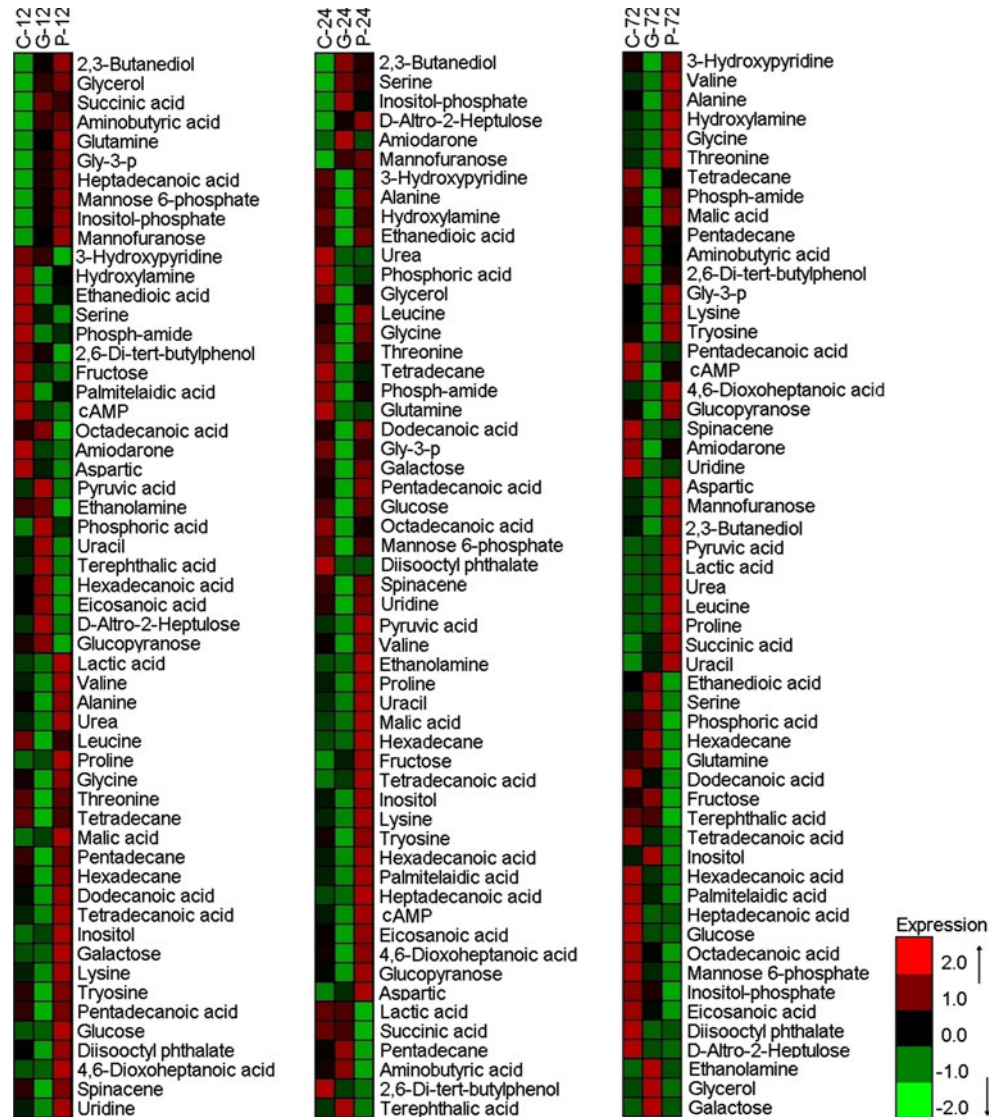 C-12 G-12 P-12
2,3-Butanediol
Glycerol
Succinic acid
Aminobutyric acid
Glutamine
Gly-3-p
Heptadecanoic acid
Mannose 6-phosphate
Inositol-phosphate
Mannofuranose
3-Hydroxypyridine
Hydroxylamine
Ethanedioic acid
Serine
Phosph-amide
2,6-Di-tert-butylphenol
Fructose
Palmitelaidic acid
cAMP
Octadecanoic acid
Amiodarone
Aspartic
Pyruvic acid
Ethanolamine
Phosphoric acid
Uracil
Terephthalic acid
Hexadecanoic acid
Eicosanoic acid
D-Altro-2-Heptulose
Glucopyranose
Lactic acid
Valine
Alanine
Urea
Leucine
Proline
Glycine
Threonine
Tetradecane
Malic acid
Pentadecane
Hexadecane
Dodecanoic acid
Tetradecanoic acid
Inositol
Galactose
Lysine
Tryosine
Pentadecanoic acid
Glucose
Diisooctyl phthalate
4,6-Dioxoheptanoic acid
Spinacene
Uridine
C-24 G-24 P-24
2,3-Butanediol
Serine
Inositol-phosphate
D-Altro-2-Heptulose
Amiodarone
Mannofuranose
3-Hydroxypyridine
Alanine
Hydroxylamine
Ethanedioic acid
Urea
Phosphoric acid
Glycerol
Leucine
Glycine
Threonine
Tetradecane
Phosph-amide
Glutamine
Dodecanoic acid
Gly-3-p
Galactose
Pentadecanoic acid
Glucose
Octadecanoic acid
Mannose 6-phosphate
Diisooctyl phthalate
Spinacene
Uridine
Pyruvic acid
Valine
Ethanolamine
Proline
Uracil
Malic acid
Hexadecane
Fructose
Tetradecanoic acid
Inositol
Lysine
Tryosine
Hexadecanoic acid
Palmitelaidic acid
Heptadecanoic acid
cAMP
Eicosanoic acid
4,6-Dioxoheptanoic acid
Glucopyranose
Aspartic
Lactic acid
Succinic acid
Pentadecane
Aminobutyric acid
2,6-Di-tert-butylphenol
Terephthalic acid
C-72 G-72 P-72
3-Hydroxypyridine
Valine
Alanine
Hydroxylamine
Glycine
Threonine
Tetradecane
Phosph-amide
Malic acid
Pentadecane
Aminobutyric acid
2,6-Di-tert-butylphenol
Gly-3-p
Lysine
Tryosine
Pentadecanoic acid
cAMP
4,6-Dioxoheptanoic acid
Glucopyranose
Spinacene
Amiodarone
Uridine
Aspartic
Mannofuranose
2,3-Butanediol
Pyruvic acid
Lactic acid
Urea
Leucine
Proline
Succinic acid
Uracil
Ethanedioic acid
Serine
Phosphoric acid
Hexadecane
Glutamine
Dodecanoic acid
Fructose
Terephthalic acid
Tetradecanoic acid
Inositol
Hexadecanoic acid
Palmitelaidic acid
Heptadecanoic acid
Glucose
Octadecanoic acid
Mannose 6-phosphate
Inositol-phosphate
Eicosanoic acid
Diisooctyl phthalate
D-Altro-2-Heptulose
Ethanolamine
Glycerol
Galactose
Expression
2.0
1.0
0.0
-1.0
-2.0